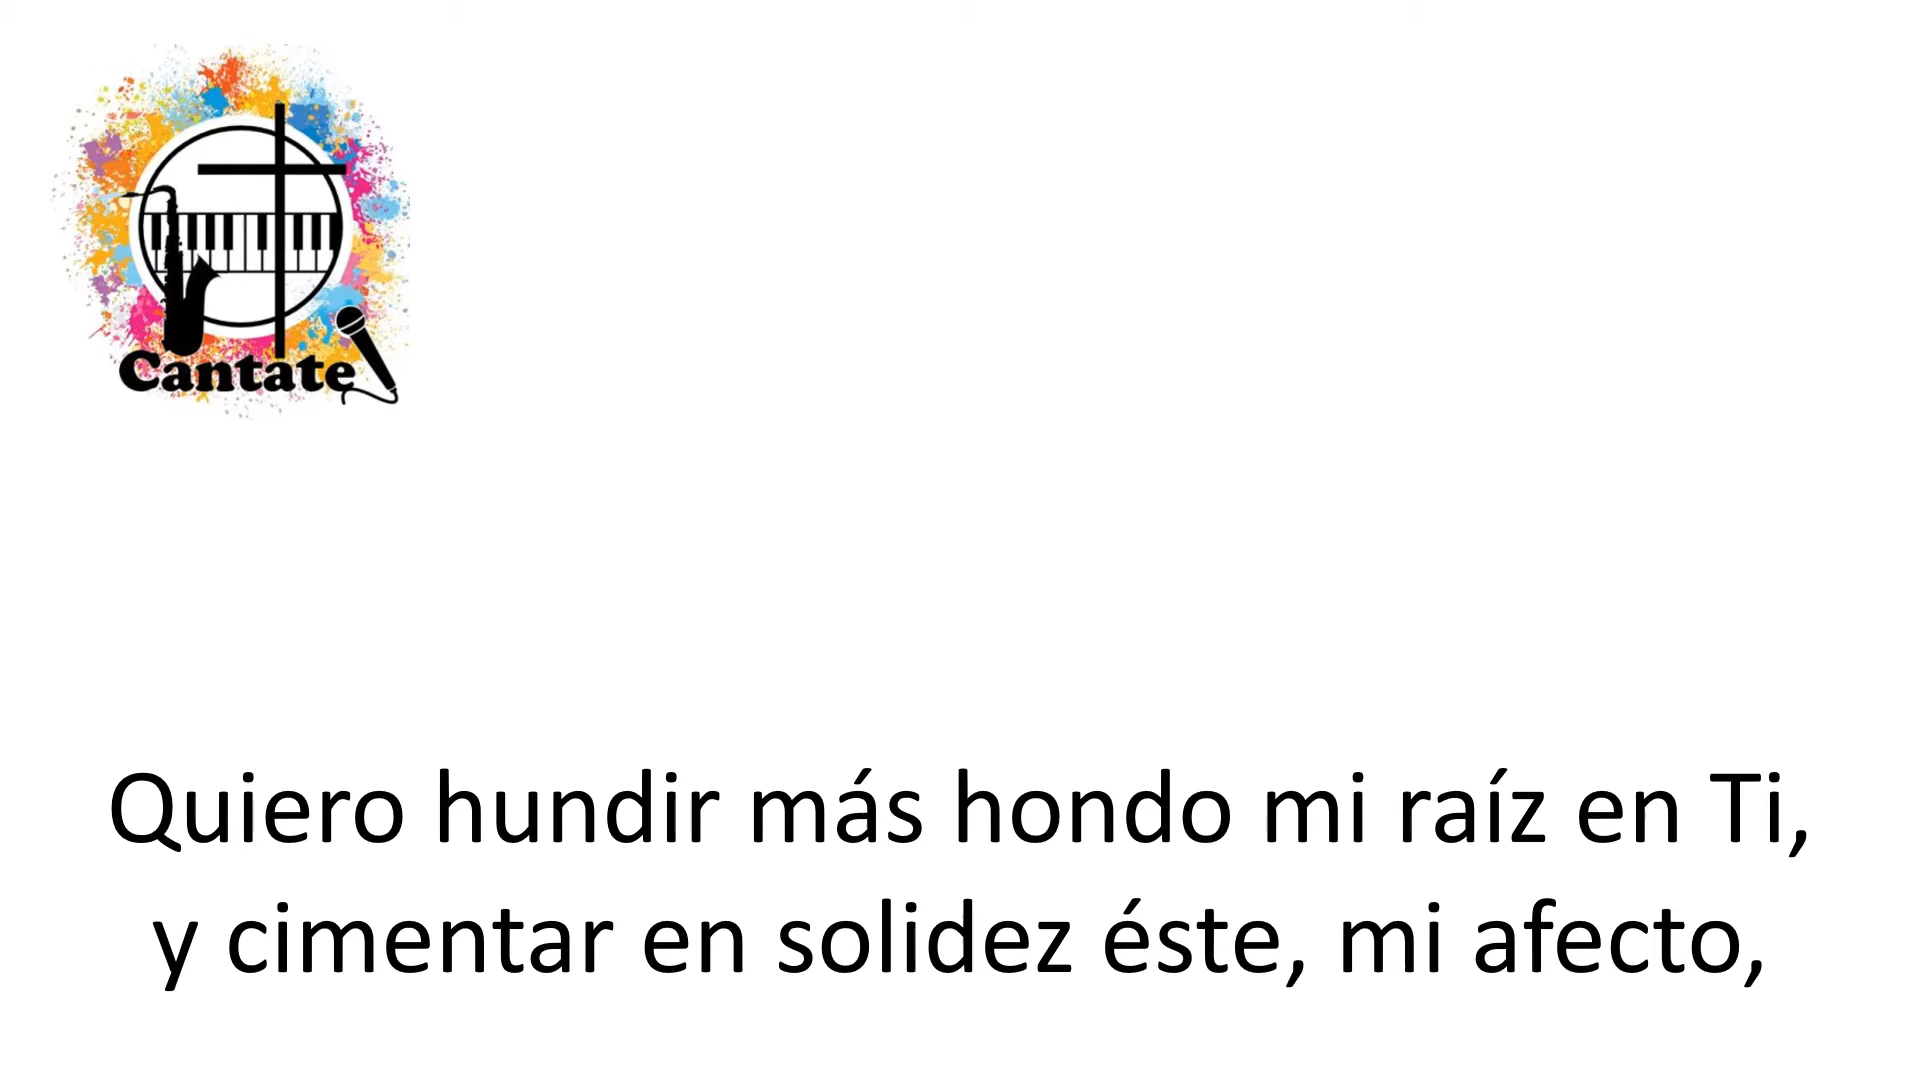 Cantate
Quiero hundir más hondo mi raíz en Ti,
y cimentar en solidez éste, mi afecto,